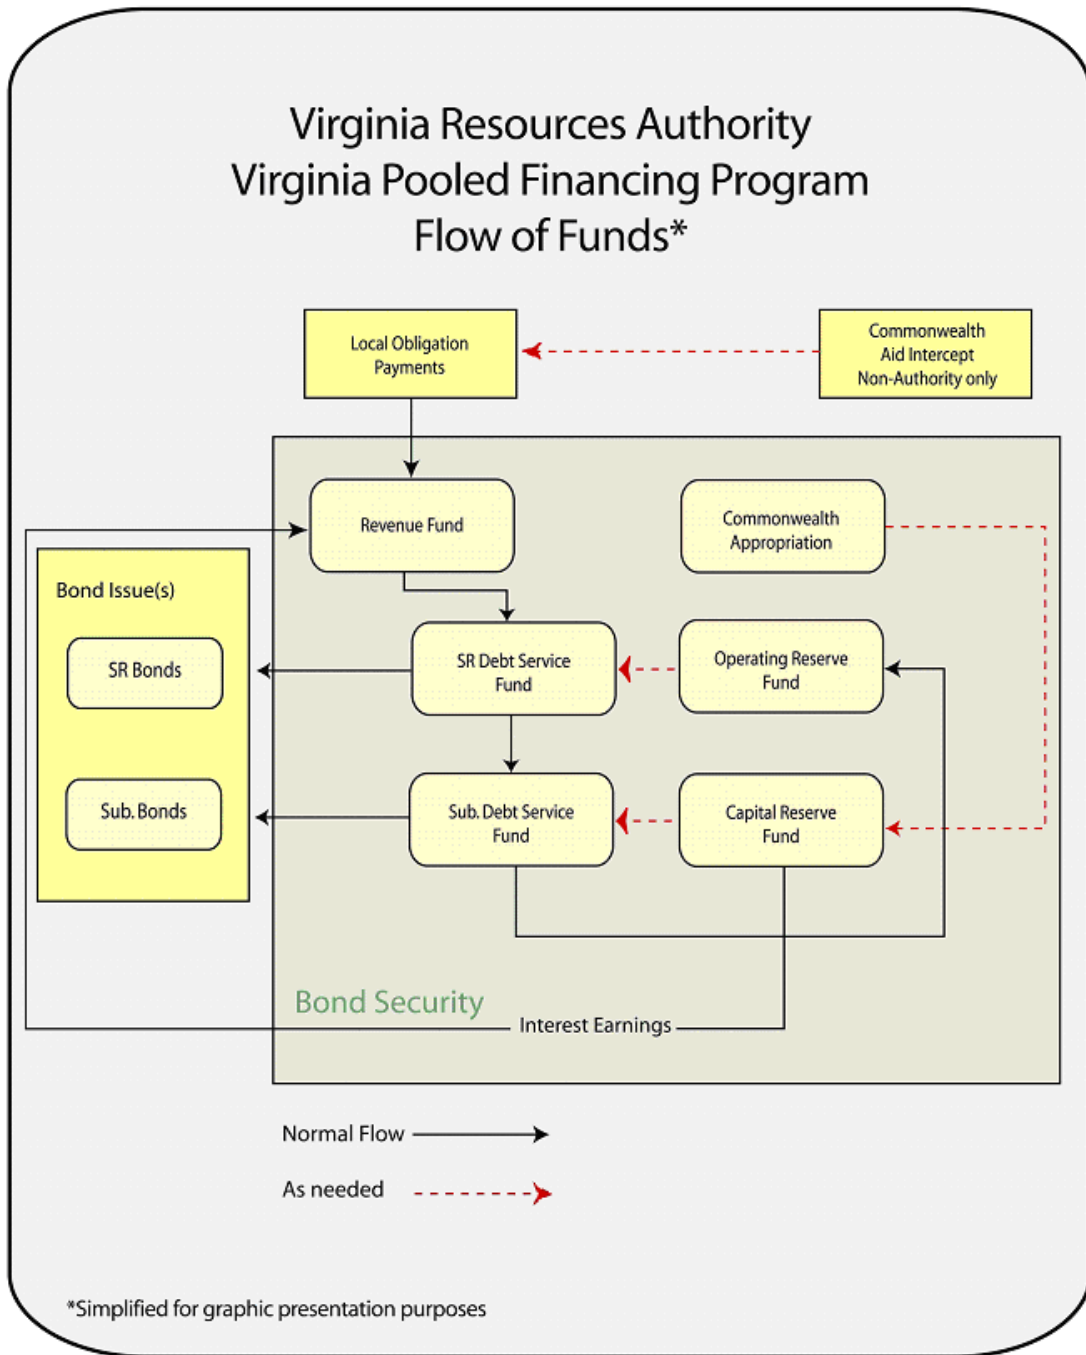 Virginia Resources Authority
Virginia Pooled Financing Program
Flow of Funds*
Local Obligation
Payments
Commonwealth
Aid Intercept
Non-Authority only
Revenue Fund
Commonwealth
Appropriation
Bond Issue(s)
SR Bonds
SR Debt Service
Fund
Operating Reserve
Fund
Sub. Bonds
Sub. Debt Service
Fund
Capital Reserve
Fund
Bond Security
Interest Earnings
Normal Flow
As needed
*Simplified for graphic presentation purposes